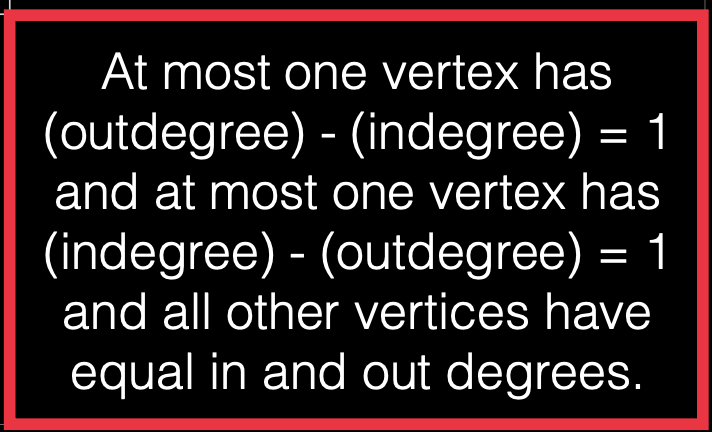 At most one vertex has
(outdegree) - (indegree) = 1
and at most one vertex has
(indegree) - (outdegree) = 1
and all other vertices have
equal in and out degrees.